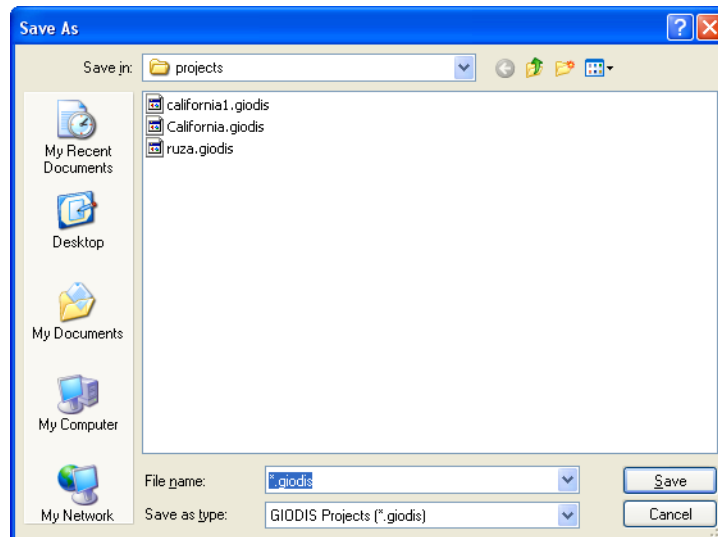 Save As
Save in:
projects
california1.giodis
California.giodis
ruza.giodis
My Recent
Documents
Desktop
My Documents
My Computer
My Network
File name:
*.giodis
Save
Save as type:
GIODIS Projects (*.giodis)
Cancel